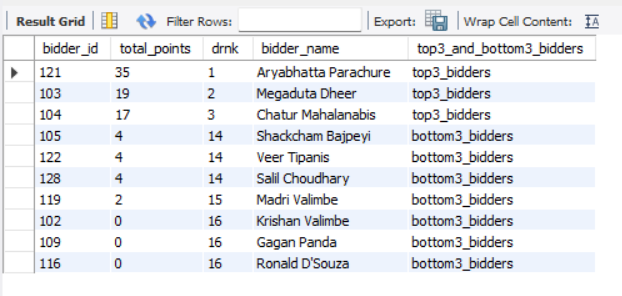 Result Grid Filter Rows: Export: Wrap Cell Content: IA
bidder_id total_points drnk bidder_name top3_and_bottom3_bidders
121 35 1 Aryabhatta Parachure top3_bidders
103 19 2 Megaduta Dheer top3_bidders
104 17 3 Chatur Mahalanabis top3_bidders
105 4 14 Shackcham Bajpeyi bottom3_bidders
122 4 14 Veer Tipanis bottom3_bidders
128 4 14 Salil Choudhary bottom3_bidders
119 2 15 Madri Valimbe bottom3_bidders
102 0 16 Krishan Valimbe bottom3_bidders
109 0 16 Gagan Panda bottom3_bidders
116 0 16 Ronald D'Souza bottom3_bidders